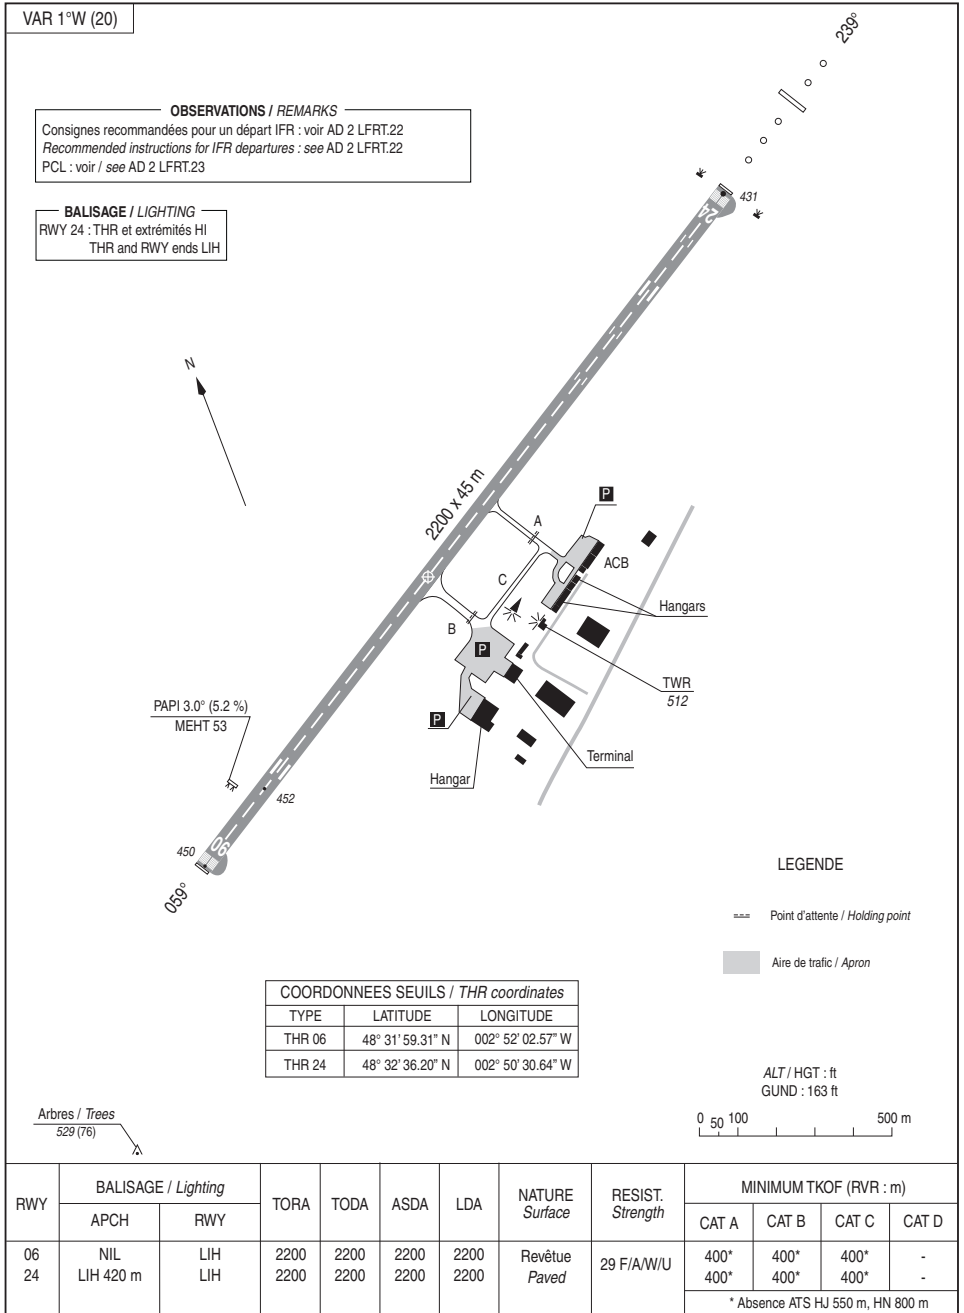 VAR 1°W (20)
239°
OBSERVATIONS / REMARKS
Consignes recommandées pour un départ IFR : voir AD 2 LFRT.22
Recommended instructions for IFR departures : see AD 2 LFRT.22
PCL : voir / see AD 2 LFRT.23
431
24
BALISAGE / LIGHTING
RWY 24 : THR et extrémités HI
THR and RWY ends LIH
N
2200 x 45 m
P
A
ACB
C
Hangars
B
P
TWR
512
PAPI 3.0° (5.2 %)
MEHT 53
P
Terminal
Hangar
452
450
06
059°
LEGENDE
Point d'attente / Holding point
Aire de trafic / Apron
COORDONNEES SEUILS / THR coordinates
TYPE LATITUDE LONGITUDE
THR 06 48° 31' 59.31" N 002° 52' 02.57" W
THR 24 48° 32' 36.20" N 002° 50' 30.64" W
ALT / HGT : ft
GUND : 163 ft
0 50 100 500 m
Arbres / Trees
529 (76)
RWY BALISAGE / Lighting TORA TODA ASDA LDA NATURE Surface RESIST. Strength MINIMUM TKOF (RVR : m)
APCH RWY CAT A CAT B CAT C CAT D
06 NIL LIH 2200 2200 2200 2200 Revêtue 29 F/A/W/U 400* 400* 400* -
24 LIH 420 m LIH 2200 2200 2200 2200 Paved 400* 400* 400* -
* Absence ATS HJ 550 m, HN 800 m